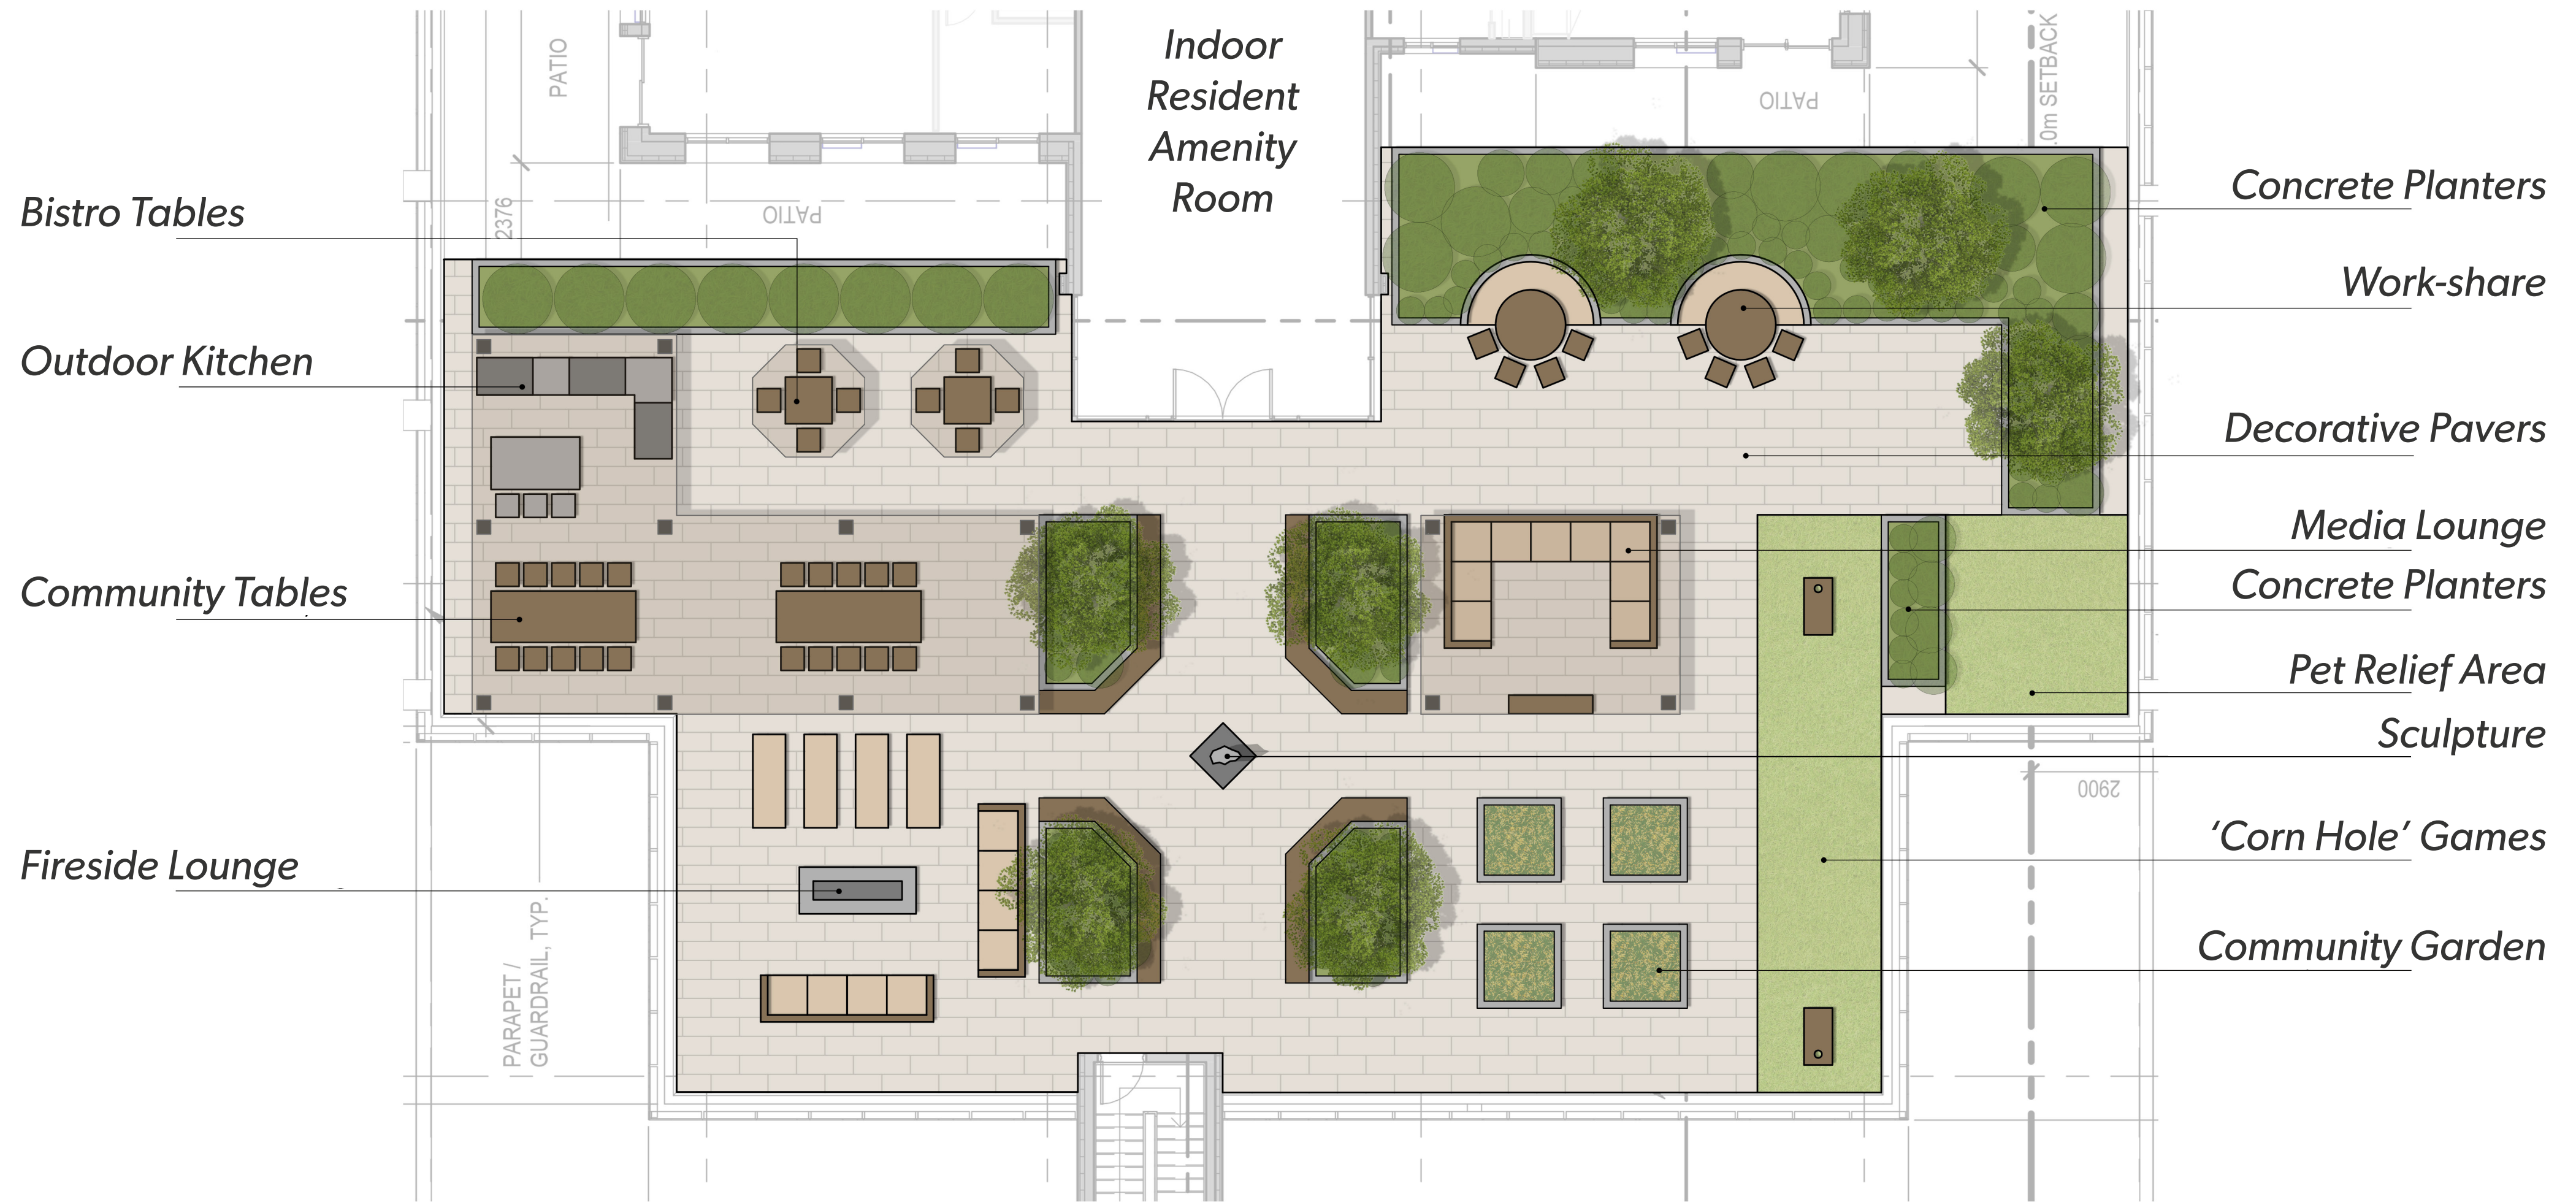 Indoor
Resident
Amenity
Room
PATIO
PATIO
PATIO
.0m SETBACK
2376
Bistro Tables
Outdoor Kitchen
Community Tables
Fireside Lounge
Concrete Planters
Work-share
Decorative Pavers
Media Lounge
Concrete Planters
Pet Relief Area
Sculpture
‘Corn Hole’ Games
Community Garden
2900
PARAPET /
GUARDRAIL, TYP.